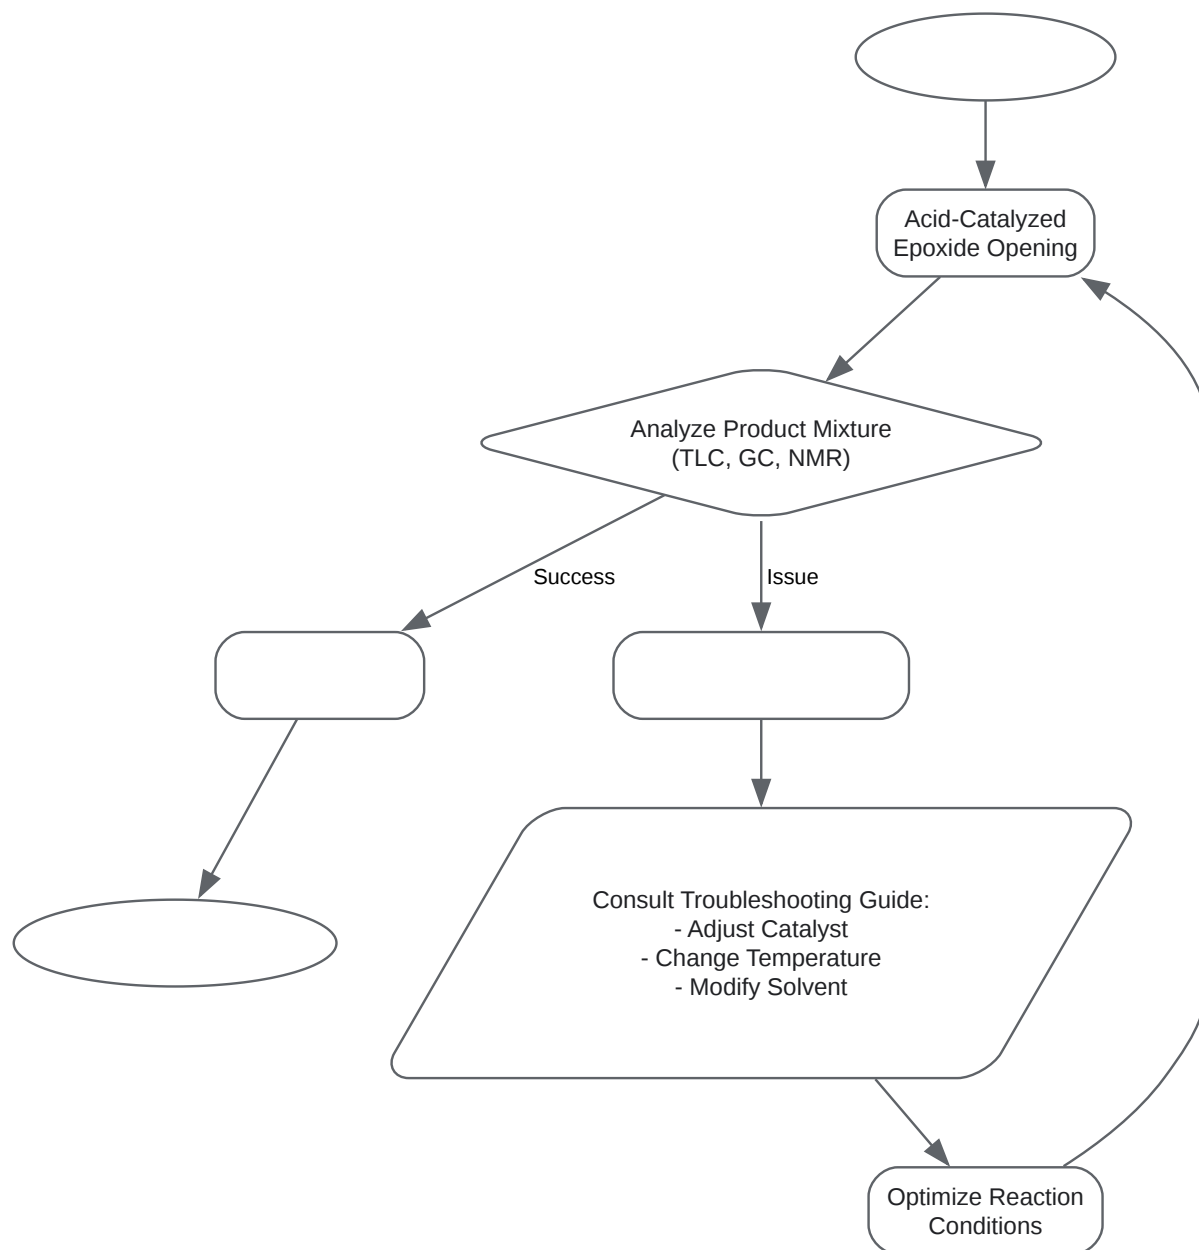 Acid-Catalyzed
Epoxide Opening
Analyze Product Mixture
(TLC, GC, NMR)
Success
Issue
Consult Troubleshooting Guide:
- Adjust Catalyst
- Change Temperature
- Modify Solvent
Optimize Reaction
Conditions